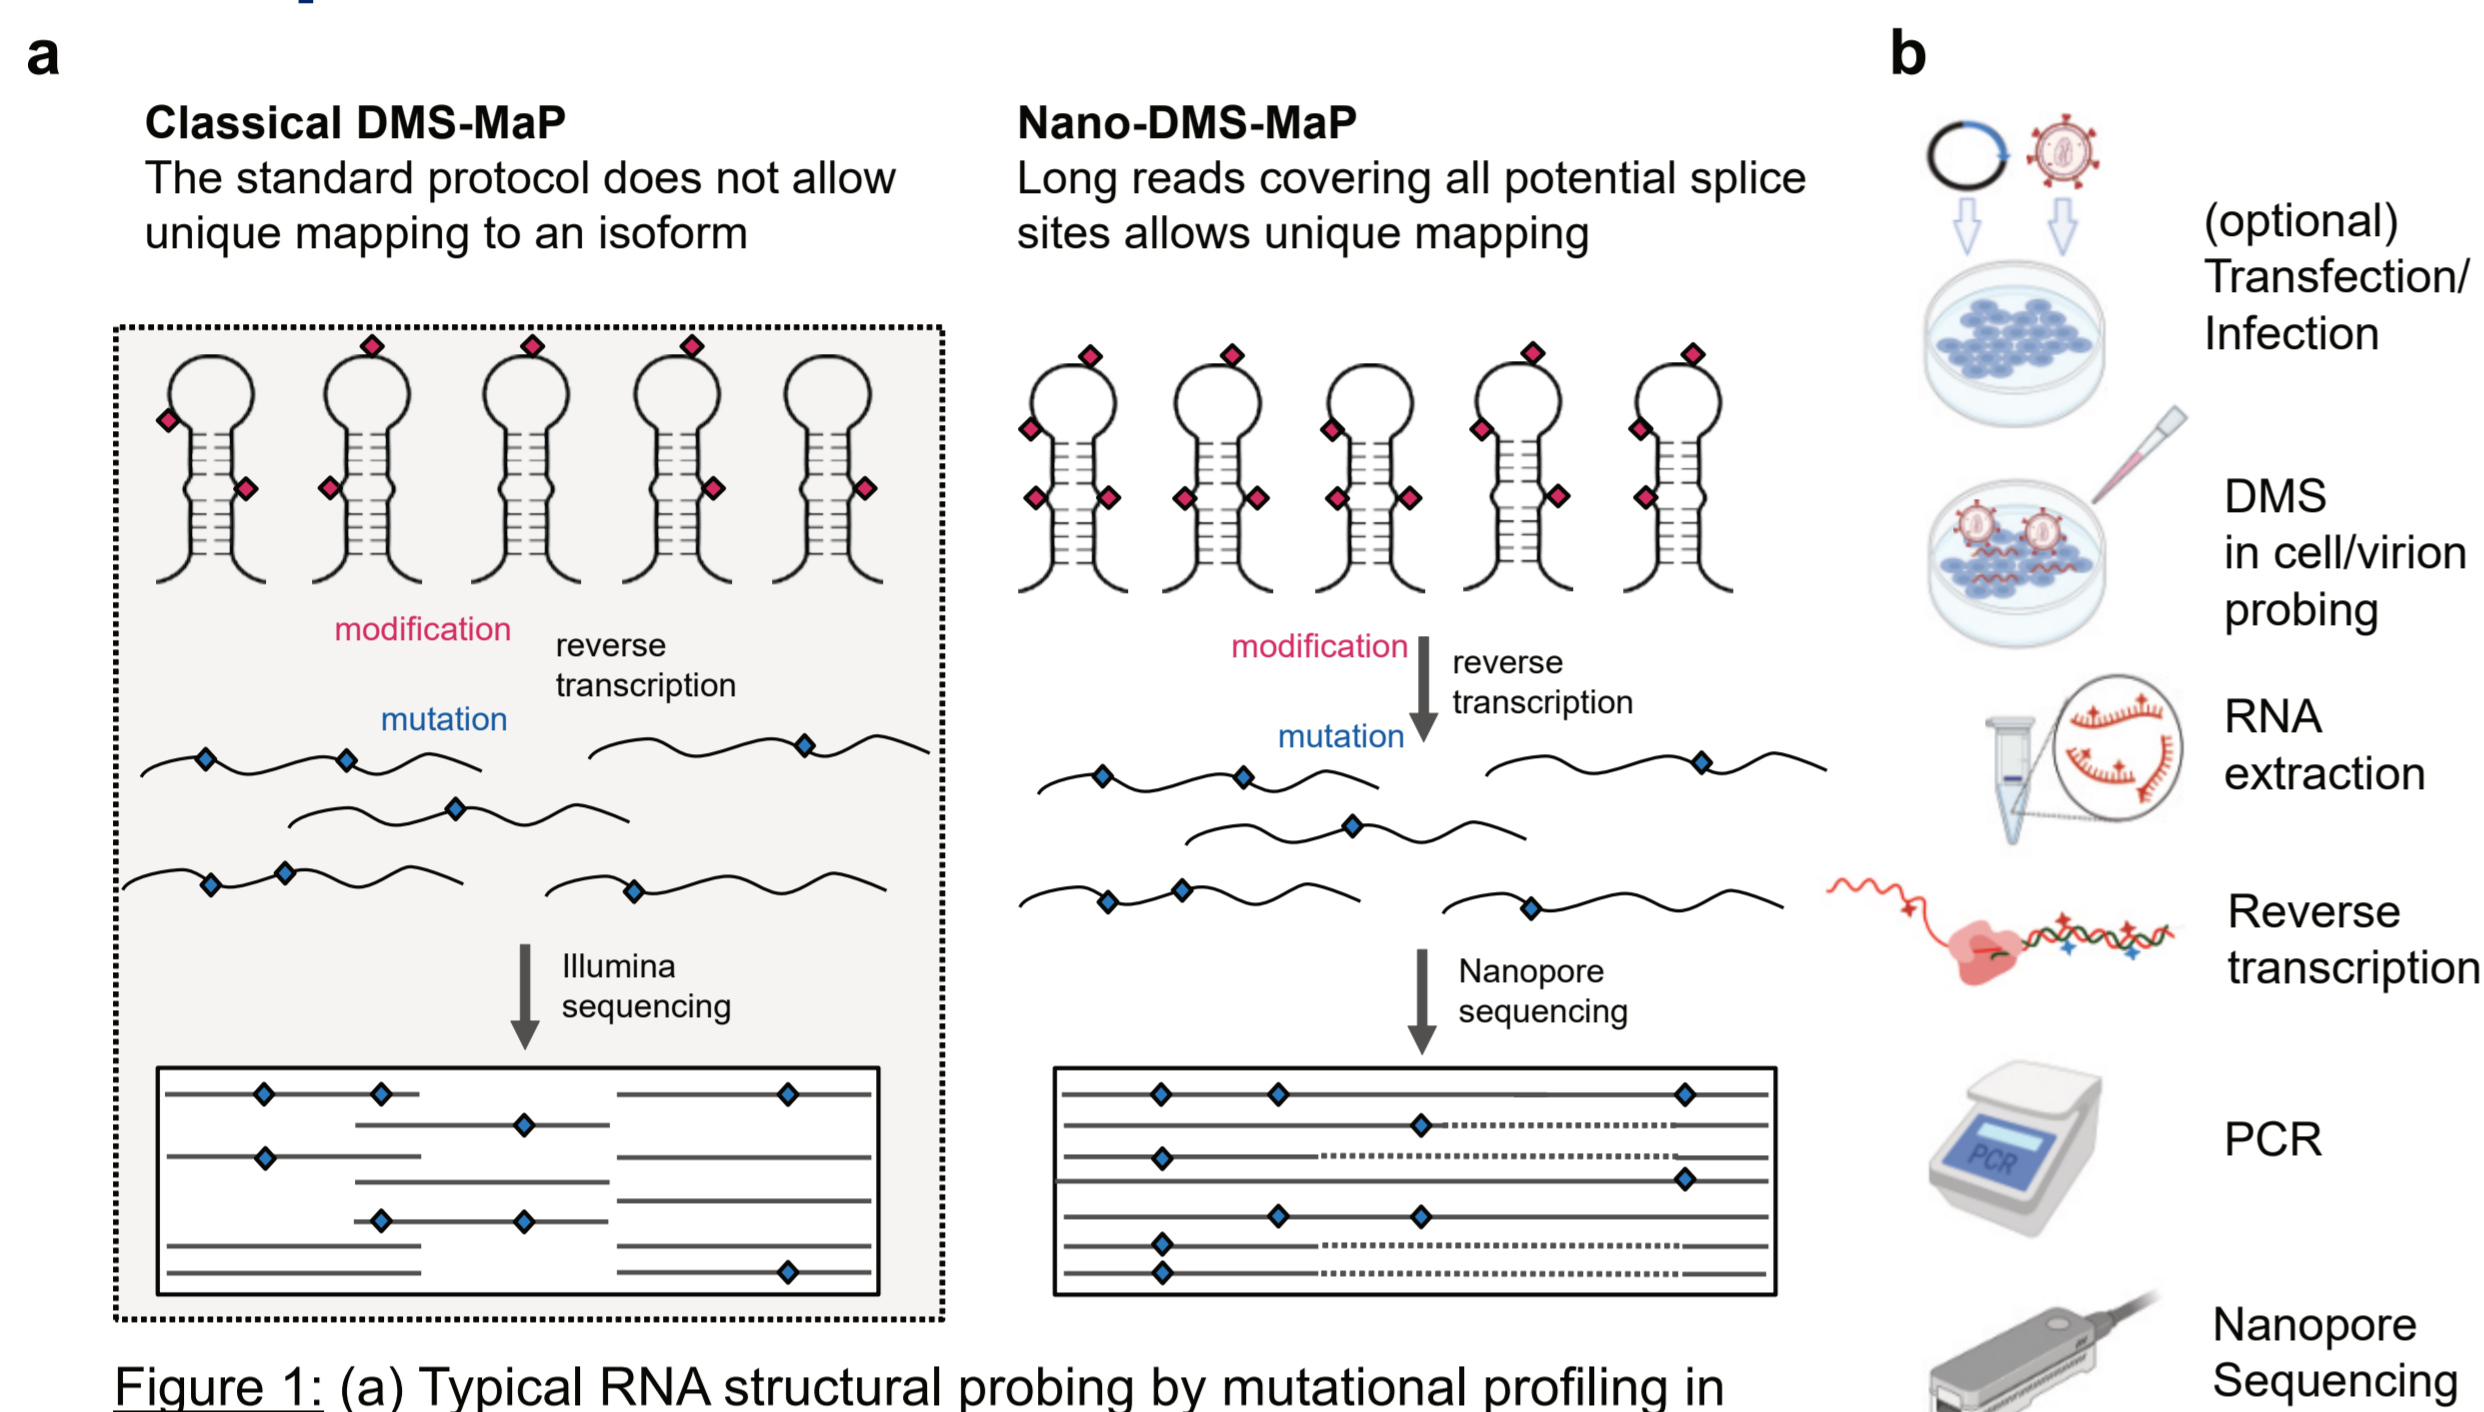 a
Classical DMS-MaP
The standard protocol does not allow
unique mapping to an isoform
modification
reverse
transcription
mutation
Illumina
sequencing
Nano-DMS-MaP
Long reads covering all potential splice
sites allows unique mapping
modification
reverse
transcription
mutation
Nanopore
sequencing
Figure 1: (a) Typical RNA structural probing by mutational profiling in
b
(optional)
Transfection/
Infection
DMS
in cell/virion
probing
RNA
extraction
Reverse
transcription
PCR
PCR
Nanopore
Sequencing